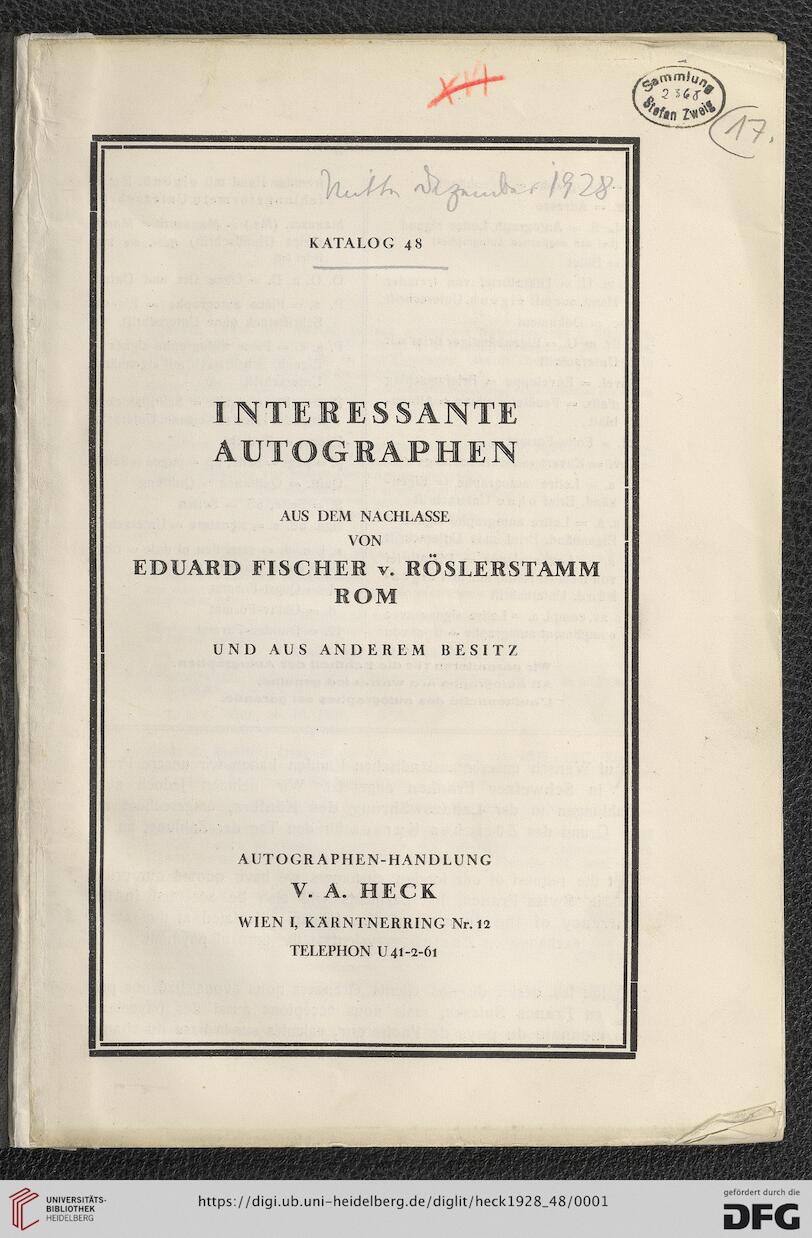 XII
Sammlung
2368
Stefan Zweig
17.
Mitte Dezember 1928
KATALOG 48
INTERESSANTE
AUTOGRAPHEN
AUS DEM NACHLASSE
VON
EDUARD FISCHER v. RÖSLERSTAMM
ROM
UND AUS ANDEREM BESITZ
AUTOGRAPHEN-HANDLUNG
V. A. HECK
WIEN I, KÄRNTNERRING Nr. 12
TELEPHON U 41-2-61
UNIVERSITÄTS-
BIBLIOTHEK
HEIDELBERG
https://digi.ub.uni-heidelberg.de/diglit/heck1928_48/0001
gefördert durch die
DFG